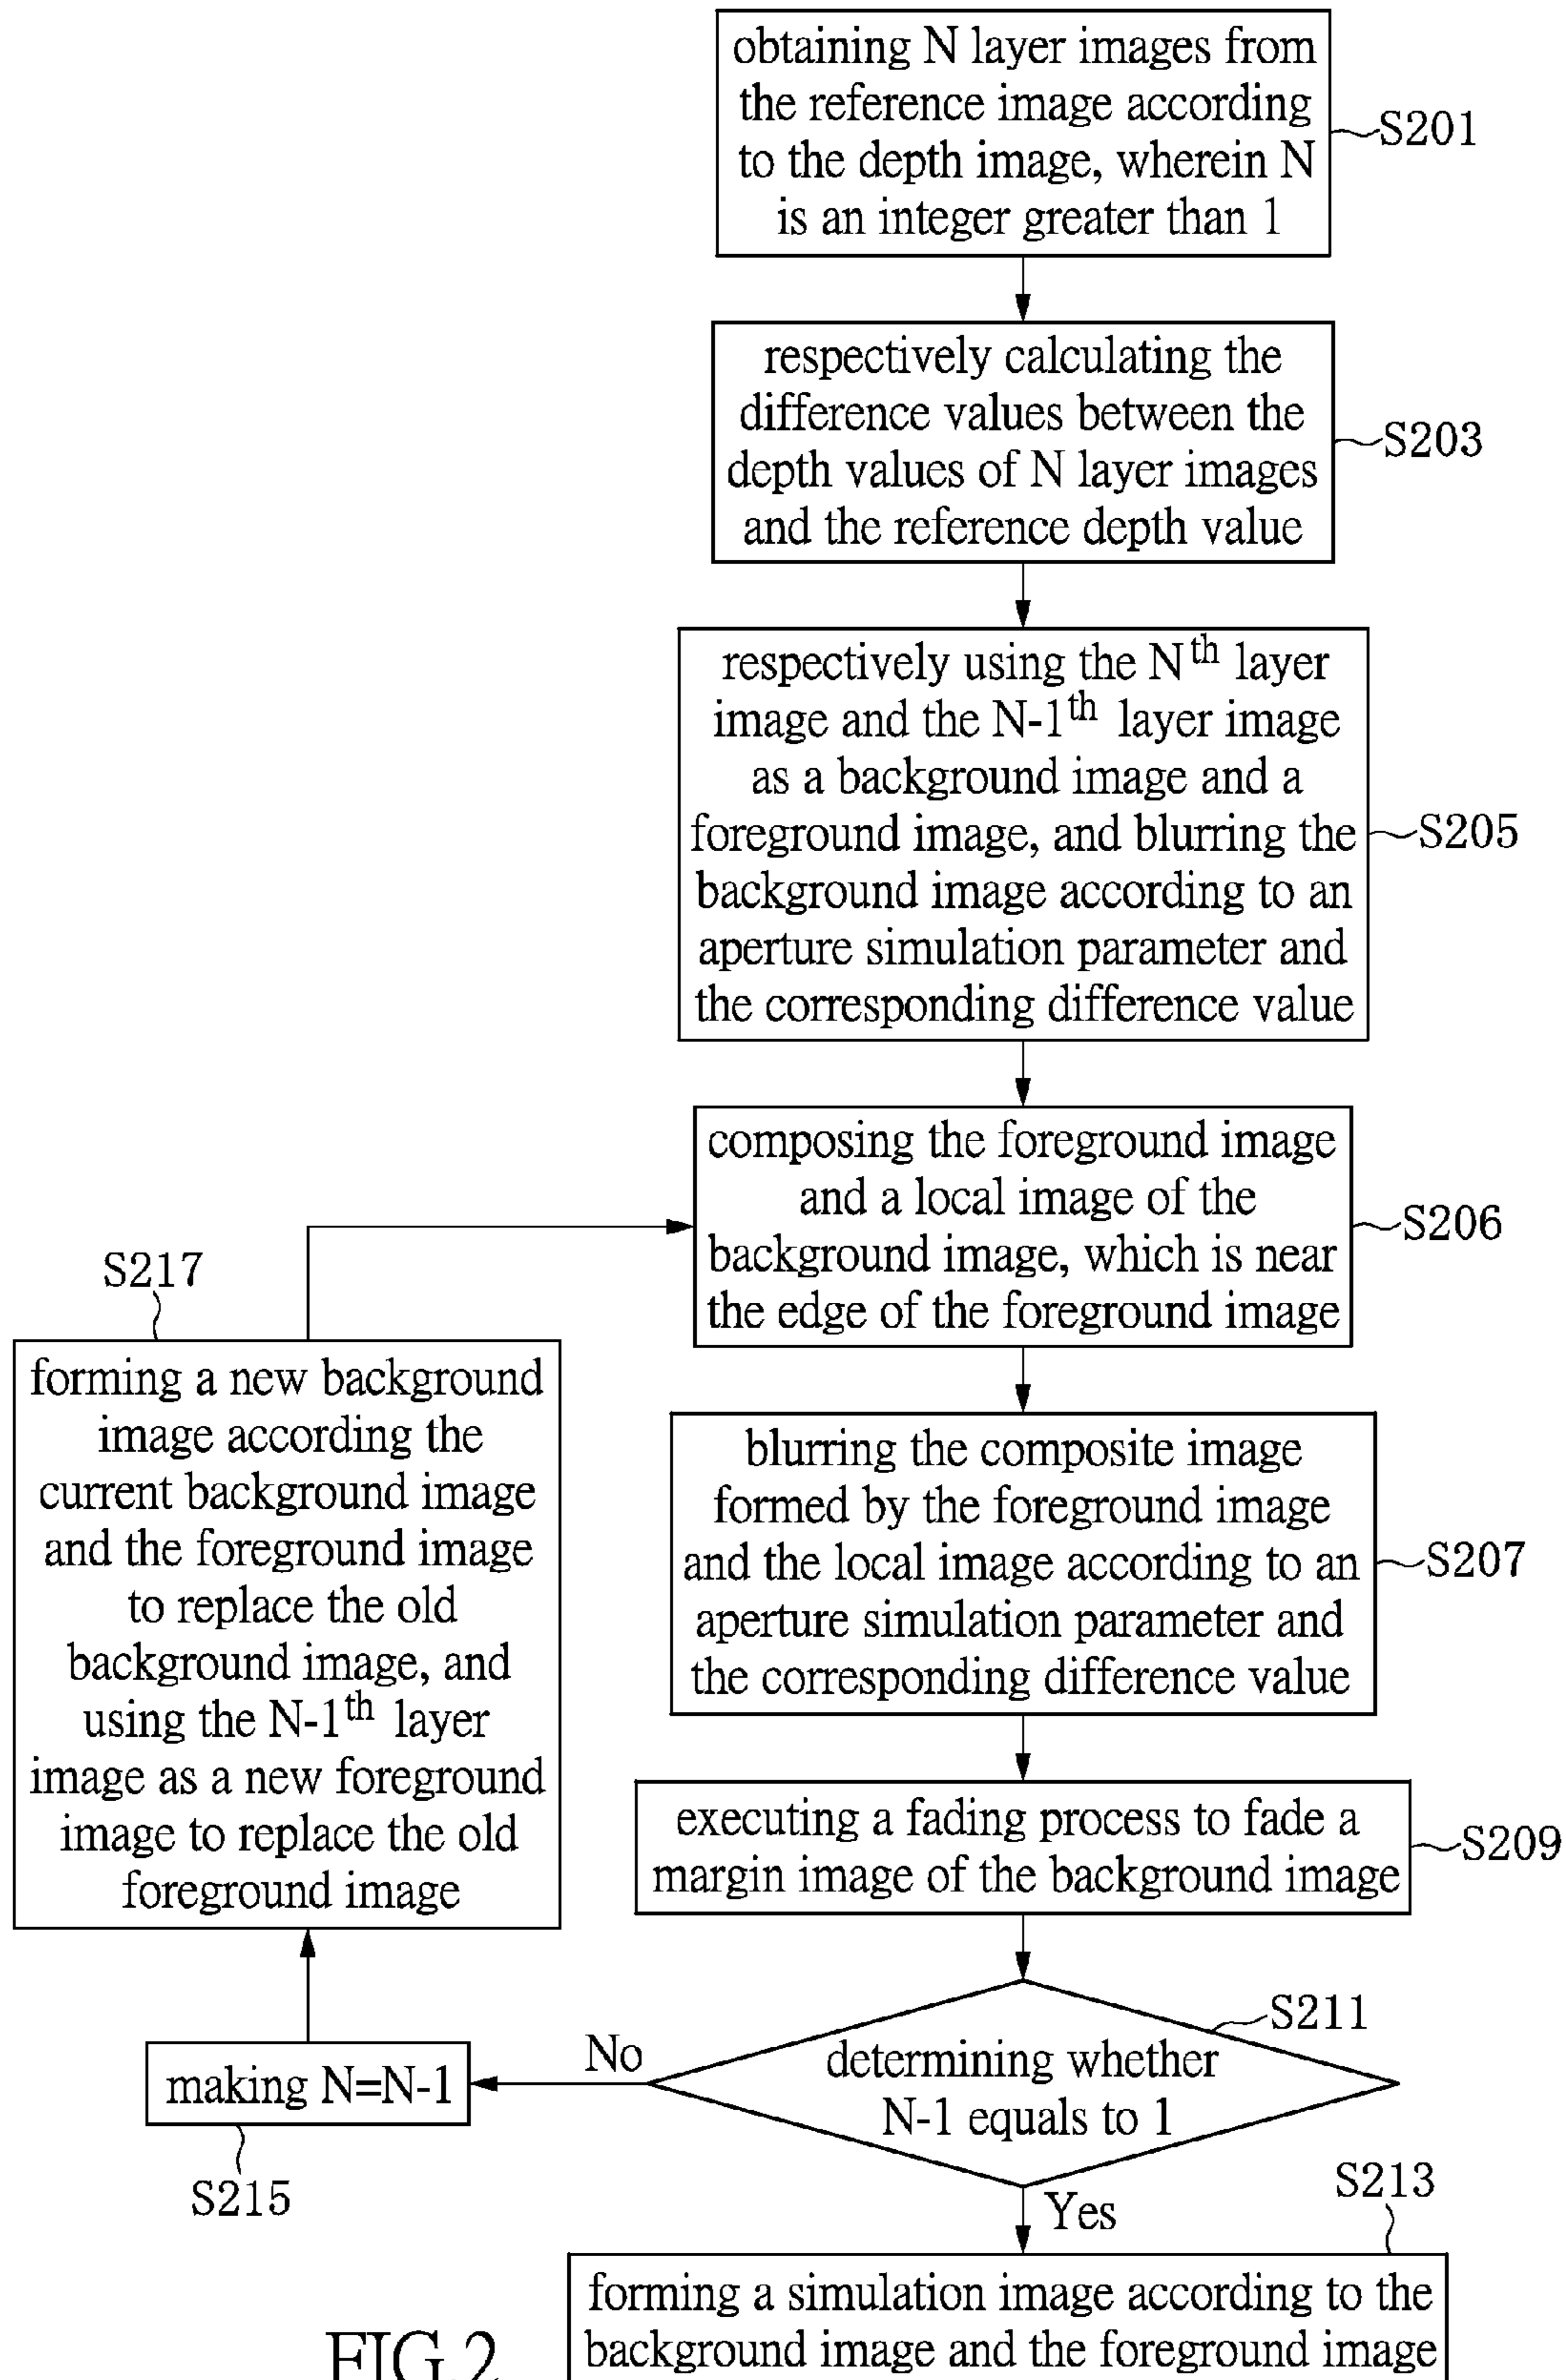 obtaining N layer images from
the reference image according
to the depth image, wherein N
is an integer greater than 1
S201
respectively calculating the
difference values between the
depth values of N layer images
and the reference depth value
S203
respectively using the Nth layer
image and the N-1th layer image
as a background image and a
foreground image, and blurring the
background image according to an
aperture simulation parameter and
the corresponding difference value
S205
composing the foreground image
and a local image of the
background image, which is near
the edge of the foreground image
S206
S217
forming a new background
image according the
current background image
and the foreground image
to replace the old
background image, and
using the N-1th layer
image as a new foreground
image to replace the old
foreground image
blurring the composite image
formed by the foreground image
and the local image according to an
aperture simulation parameter and
the corresponding difference value
S207
executing a fading process to fade a
margin image of the background image
S209
S211
determining whether
N-1 equals to 1
No
making N=N-1
S215
Yes
S213
forming a simulation image according to the
background image and the foreground image
FIG.2